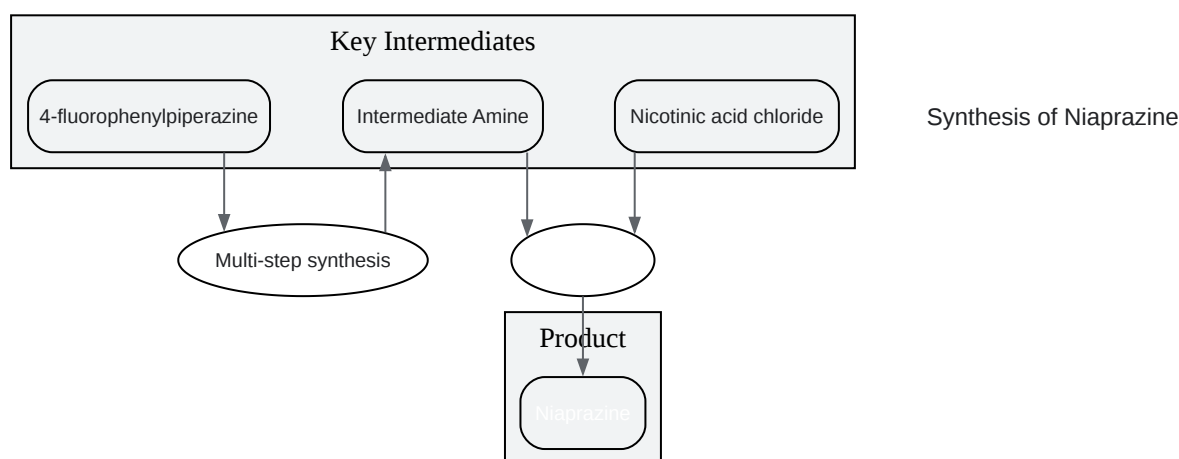 Key Intermediates
4-fluorophenylpiperazine
Intermediate Amine
Nicotinic acid chloride
Synthesis of Niaprazine
Multi-step synthesis
Product
Niaprazine